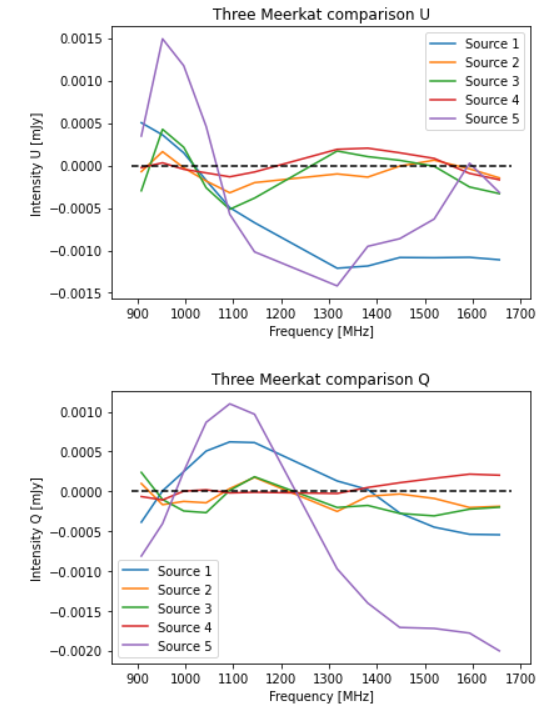 Three Meerkat comparison U
Intensity U [mJy]
0.0015
0.0010
0.0005
0.0000
−0.0005
−0.0010
−0.0015
Source 1
Source 2
Source 3
Source 4
Source 5
900 1000 1100 1200 1300 1400 1500 1600 1700
Frequency [MHz]
Three Meerkat comparison Q
Intensity Q [mJy]
0.0010
0.0005
0.0000
−0.0005
−0.0010
−0.0015
−0.0020
Source 1
Source 2
Source 3
Source 4
Source 5
900 1000 1100 1200 1300 1400 1500 1600 1700
Frequency [MHz]